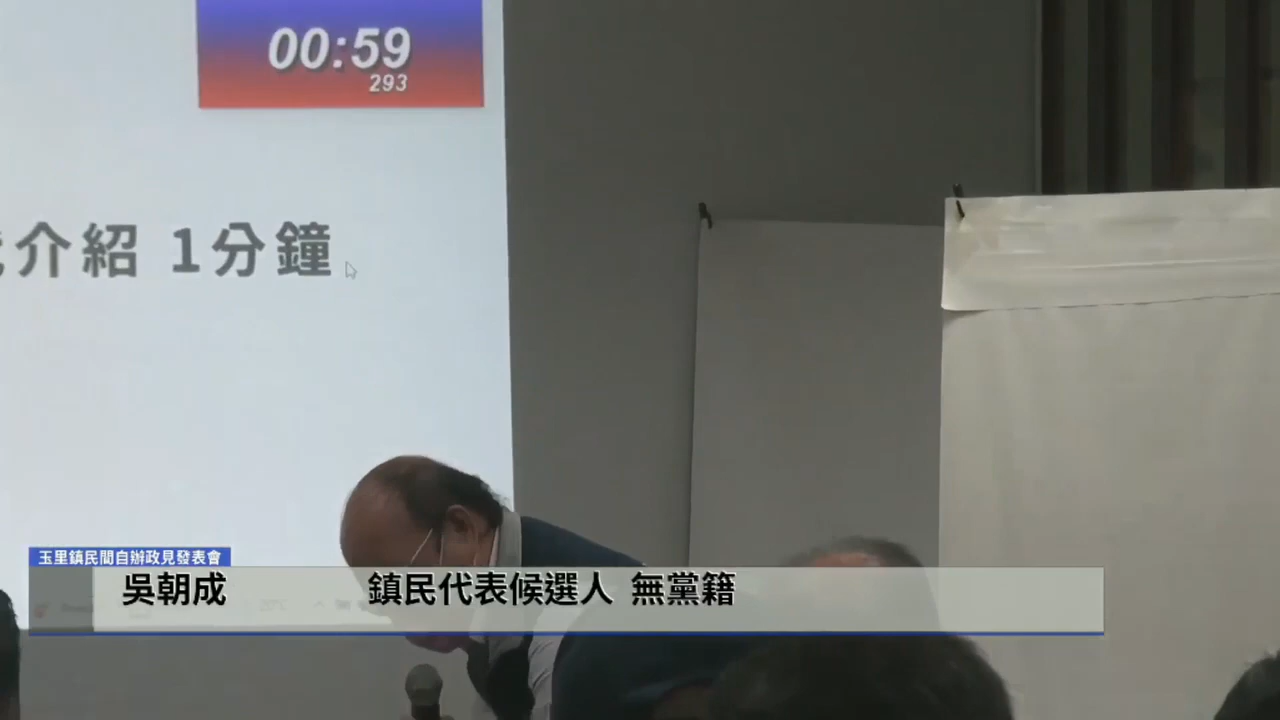 00:59
293
介紹 1分鐘
玉里鎮民間自辦政見發表會
吳朝成 鎮民代表候選人 無黨籍